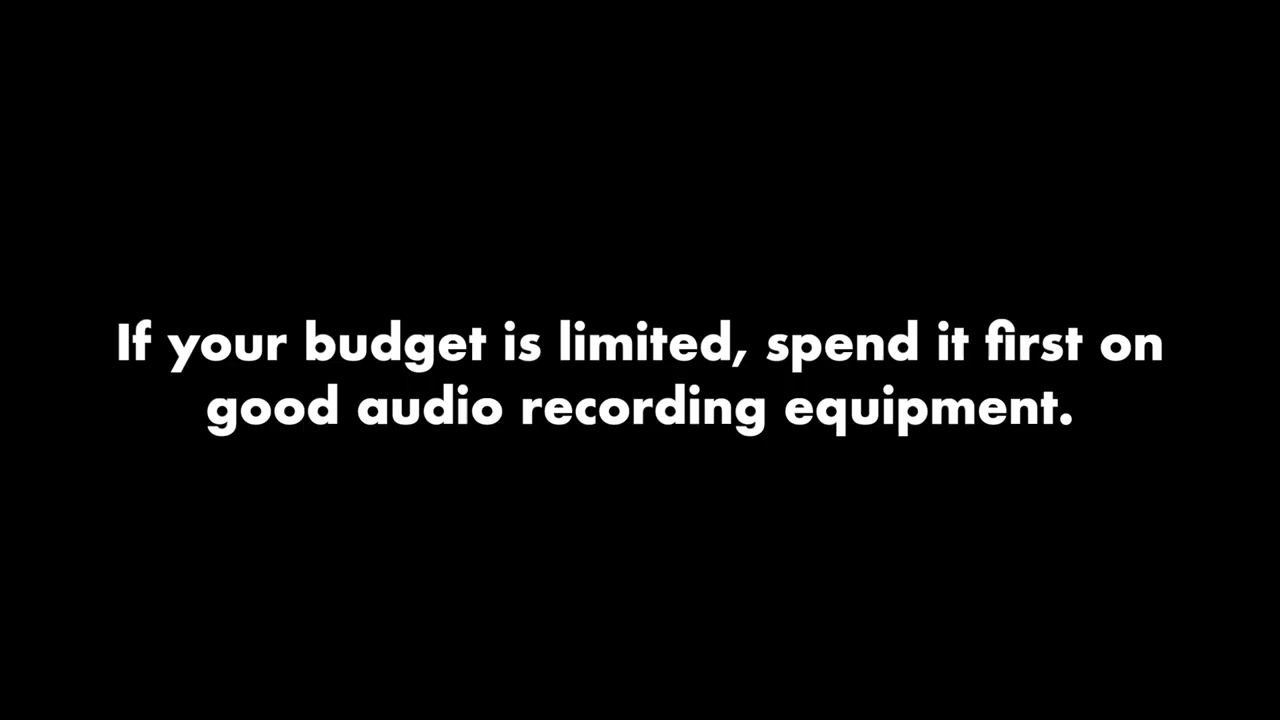 If your budget is limited, spend it first on
good audio recording equipment.